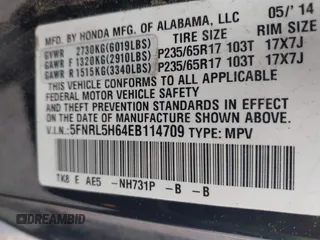 MFD. BY HONDA MFG. OF ALABAMA, LLC 05/'14
TIRE SIZE RIM SIZE
GVWR 2730KG(6019LBS)
GAWR F 1320KG(2910LBS) P235/65R17 103T 17X7J
GAWR R 1515KG(3340LBS) P235/65R17 103T 17X7J
THIS VEHICLE CONFORMS TO ALL APPLICABLE
FEDERAL MOTOR VEHICLE SAFETY, BUMPER,
AND THEFT PREVENTION STANDARDS IN EFFECT ON THE
DATE OF MANUFACTURE SHOWN ABOVE.
V.I.N.: 5FNRL5H64EB114709 TYPE: MPV
TK8 E AE5 -NH731P -B -B
DREAMBID